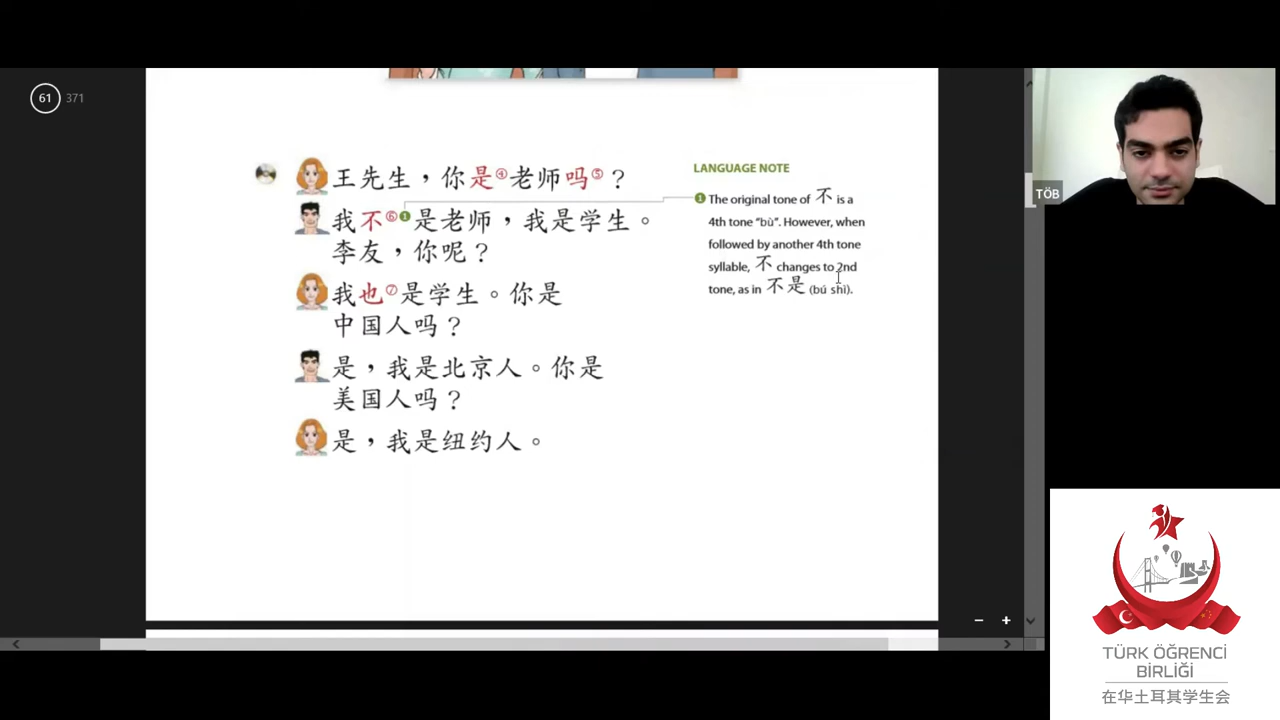 61 371
王先生，你是④老师吗⑤？
我不⑥❶是老师，我是学生。
李友，你呢？
我也⑦是学生。你是
中国人吗？
是，我是北京人。你是
美国人吗？
是，我是纽约人。
LANGUAGE NOTE
❶ The original tone of 不 is a
4th tone "bù". However, when
followed by another 4th tone
syllable, 不 changes to 2nd
tone, as in 不是 (bú shì).
TÖB
TÜRK ÖĞRENCİ
BİRLİĞİ
在华土耳其学生会